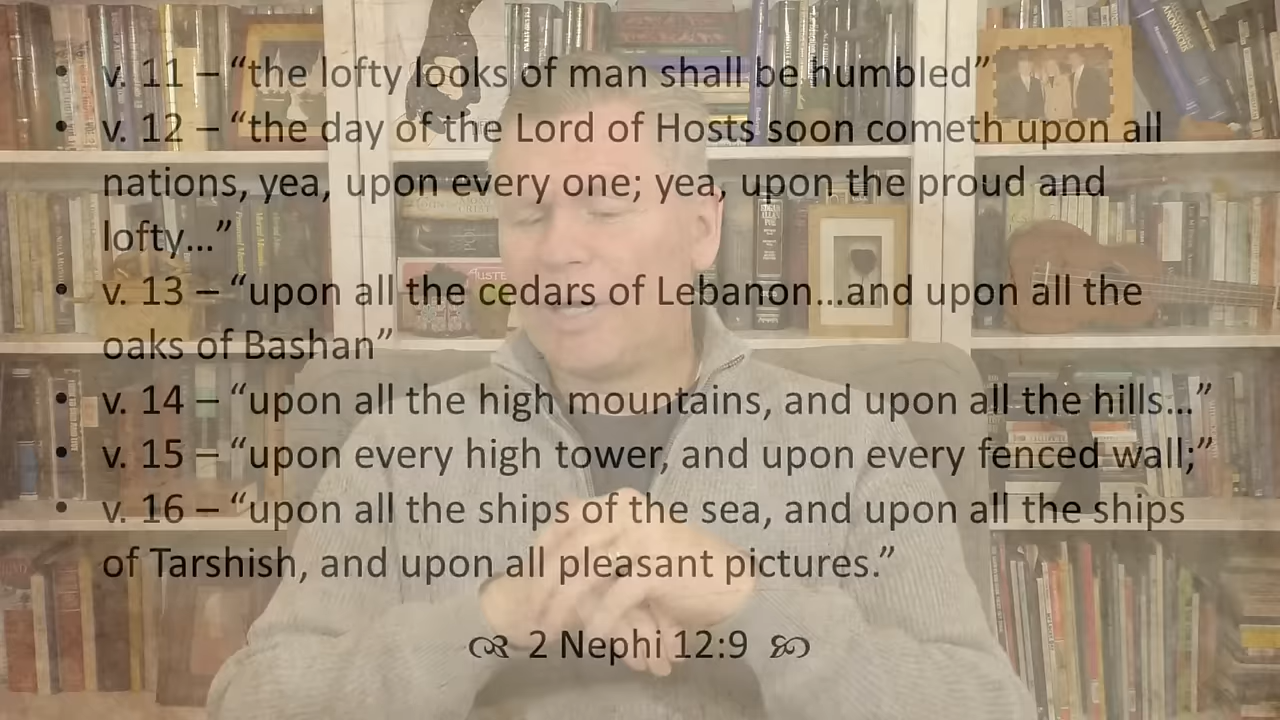 • v. 11 – “the lofty looks of man shall be humbled”
• v. 12 – “the day of the Lord of Hosts soon cometh upon all
nations, yea, upon every one; yea, upon the proud and
lofty…”
• v. 13 – “upon all the cedars of Lebanon…and upon all the
oaks of Bashan”
• v. 14 – “upon all the high mountains, and upon all the hills…”
• v. 15 – “upon every high tower, and upon every fenced wall;”
• v. 16 – “upon all the ships of the sea, and upon all the ships
of Tarshish, and upon all pleasant pictures.”
2 Nephi 12:9